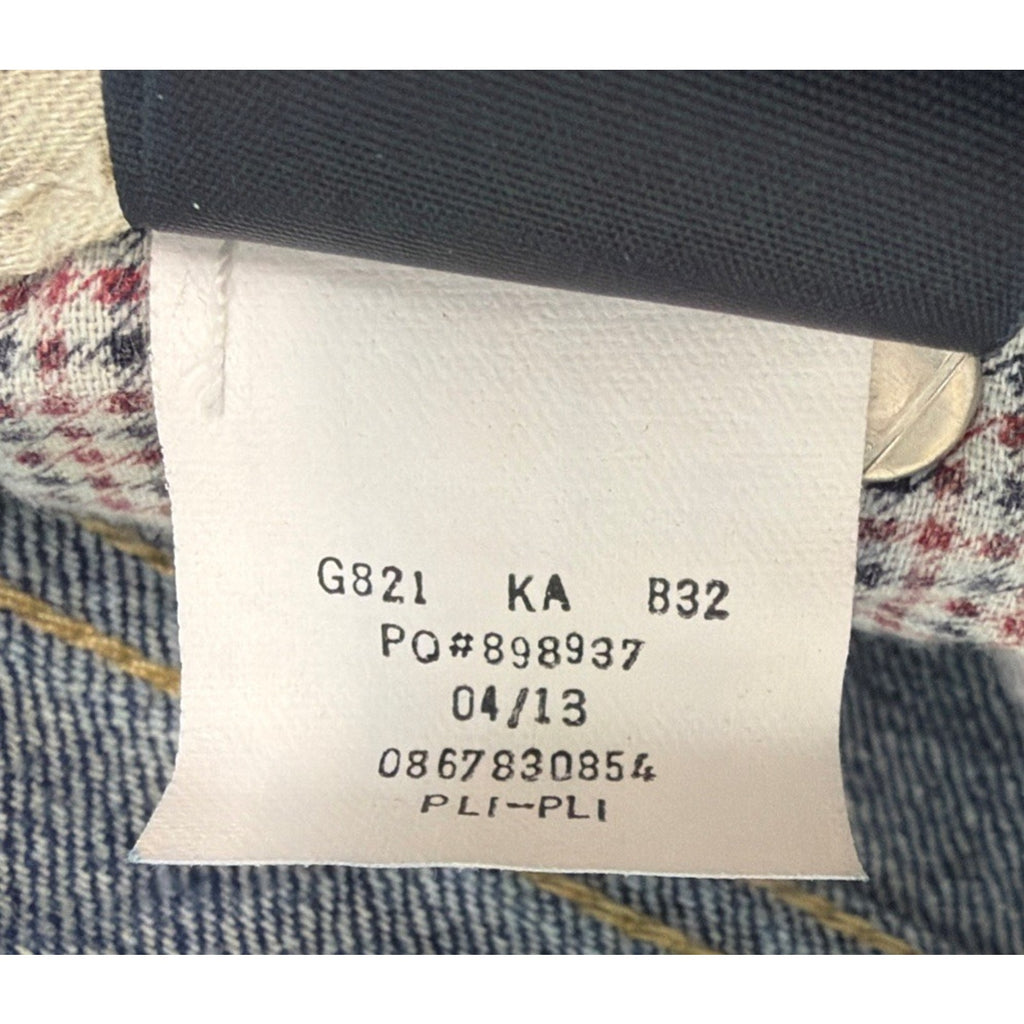 G821 KA B32
PO#898937
04/13
0867830854
PLI-PLI